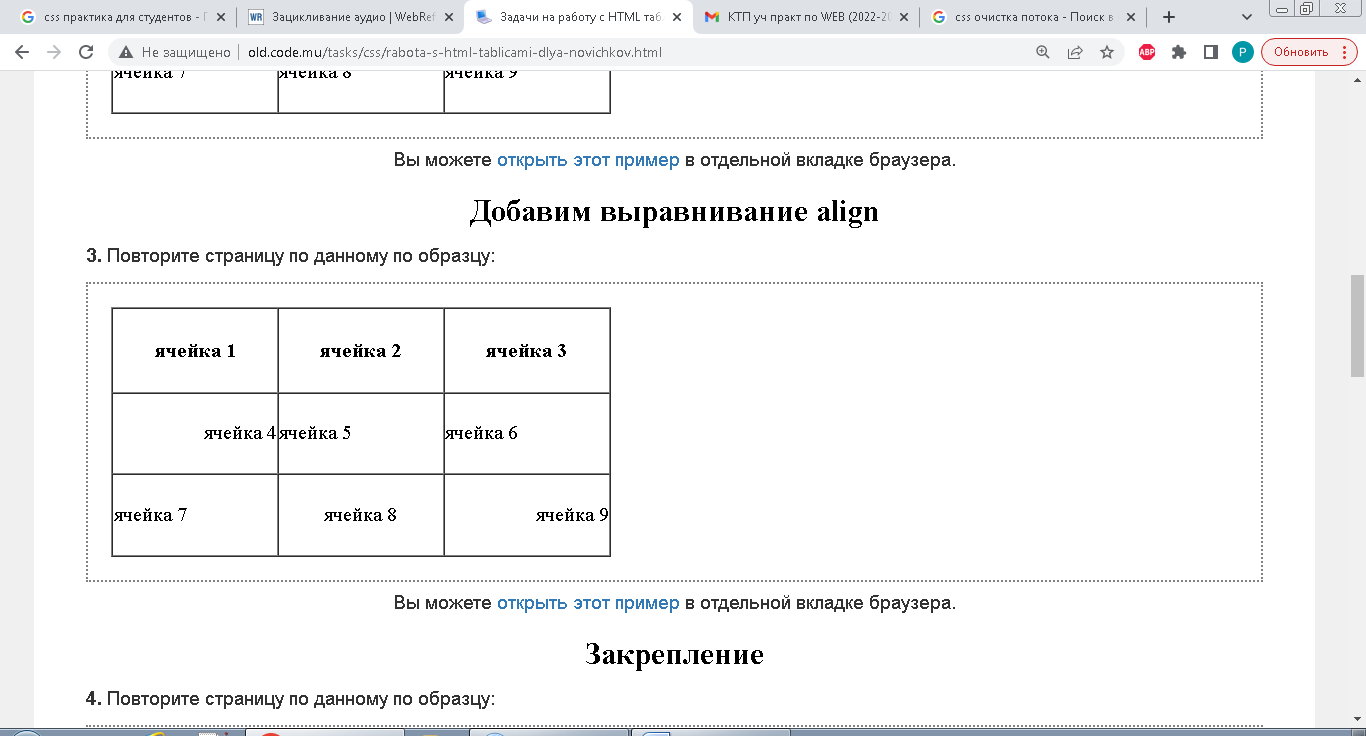 css практика для студентов - Г
Зацикливание аудио | WebRef
Задачи на работу с HTML таб
КТП уч практ по WEB (2022-20
css очистка потока - Поиск в
Не защищено
old.code.mu/tasks/css/rabota-s-html-tablicami-dlya-novichkov.html
ABP
P
Обновить
ячейка 7 ячейка 8 ячейка 9
Вы можете открыть этот пример в отдельной вкладке браузера.
Добавим выравнивание align
3. Повторите страницу по данному по образцу:
ячейка 1 ячейка 2 ячейка 3
ячейка 4 ячейка 5 ячейка 6
ячейка 7 ячейка 8 ячейка 9
Вы можете открыть этот пример в отдельной вкладке браузера.
Закрепление
4. Повторите страницу по данному по образцу: